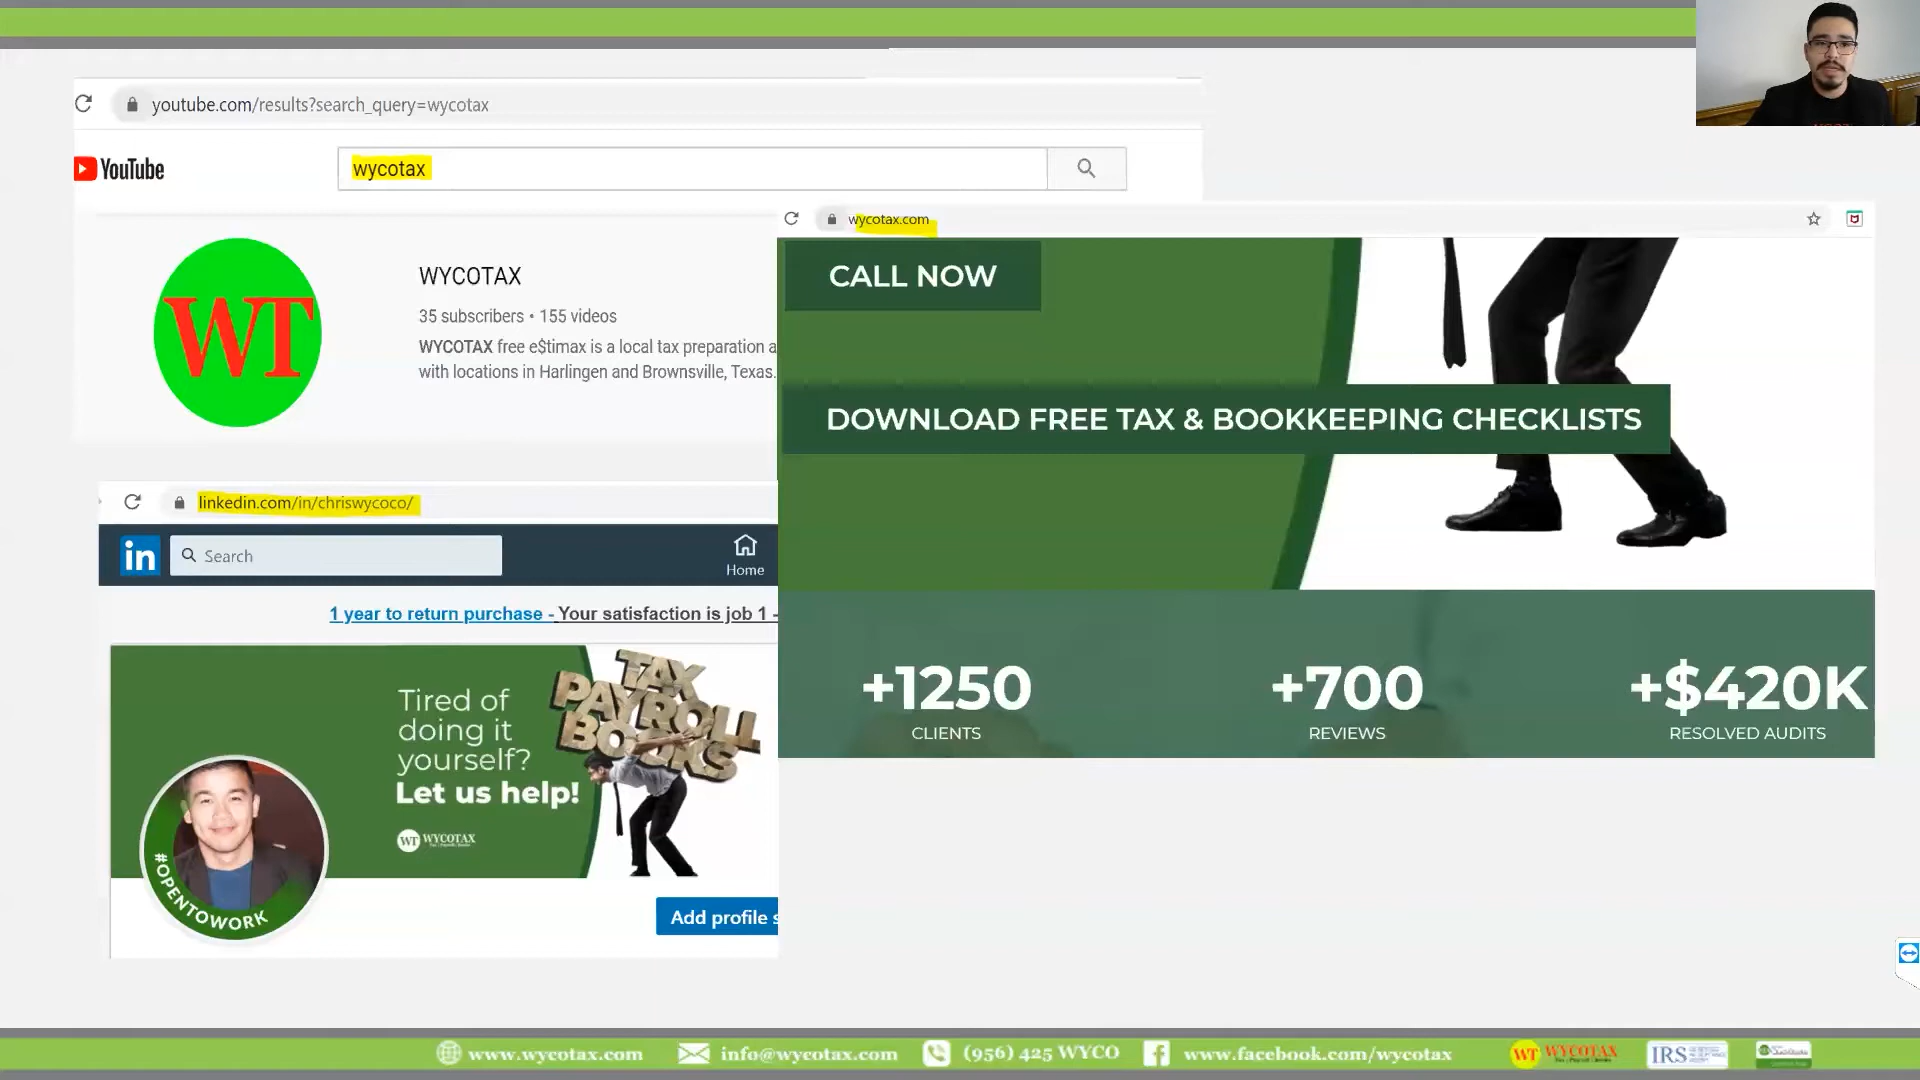 youtube.com/results?search_query=wycotax
YouTube
wycotax
WT
WYCOTAX
35 subscribers • 155 videos
WYCOTAX free e$timax is a local tax preparation a
with locations in Harlingen and Brownsville, Texas.
wycotax.com
CALL NOW
DOWNLOAD FREE TAX & BOOKKEEPING CHECKLISTS
+1250
CLIENTS
+700
REVIEWS
+$420K
RESOLVED AUDITS
linkedin.com/in/chriswycoco/
in
Search
Home
1 year to return purchase - Your satisfaction is job 1 -
Tired of
doing it
yourself?
Let us help!
WT WYCOTAX
TAX
PAYROLL
BOOKS
#OPENTOWORK
Add profile s
www.wycotax.com
info@wycotax.com
(956) 425 WYCO
www.facebook.com/wycotax
WT WYCOTAX
IRS